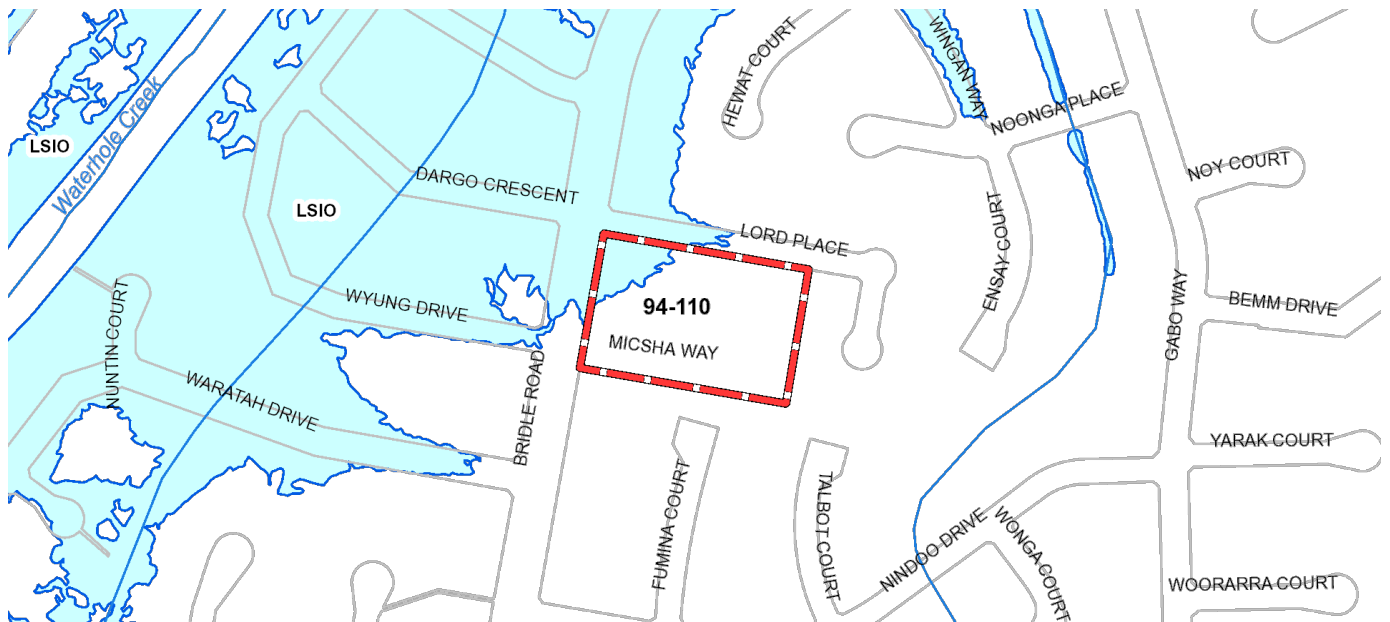 HEWAT COURT
WINGAN WAY
NOONGA PLACE
LSIO
Waterhole Creek
NOY COURT
DARGO CRESCENT
LSIO
LORD PLACE
ENSAY COURT
94-110
MICSHA WAY
WYUNG DRIVE
NUNTIN COURT
GABO WAY
BEMM DRIVE
WARATAH DRIVE
BRIDLE ROAD
YARAK COURT
FUMINA COURT
TALBOT COURT
NINDOO DRIVE
WONGA COURT
WOORARRA COURT